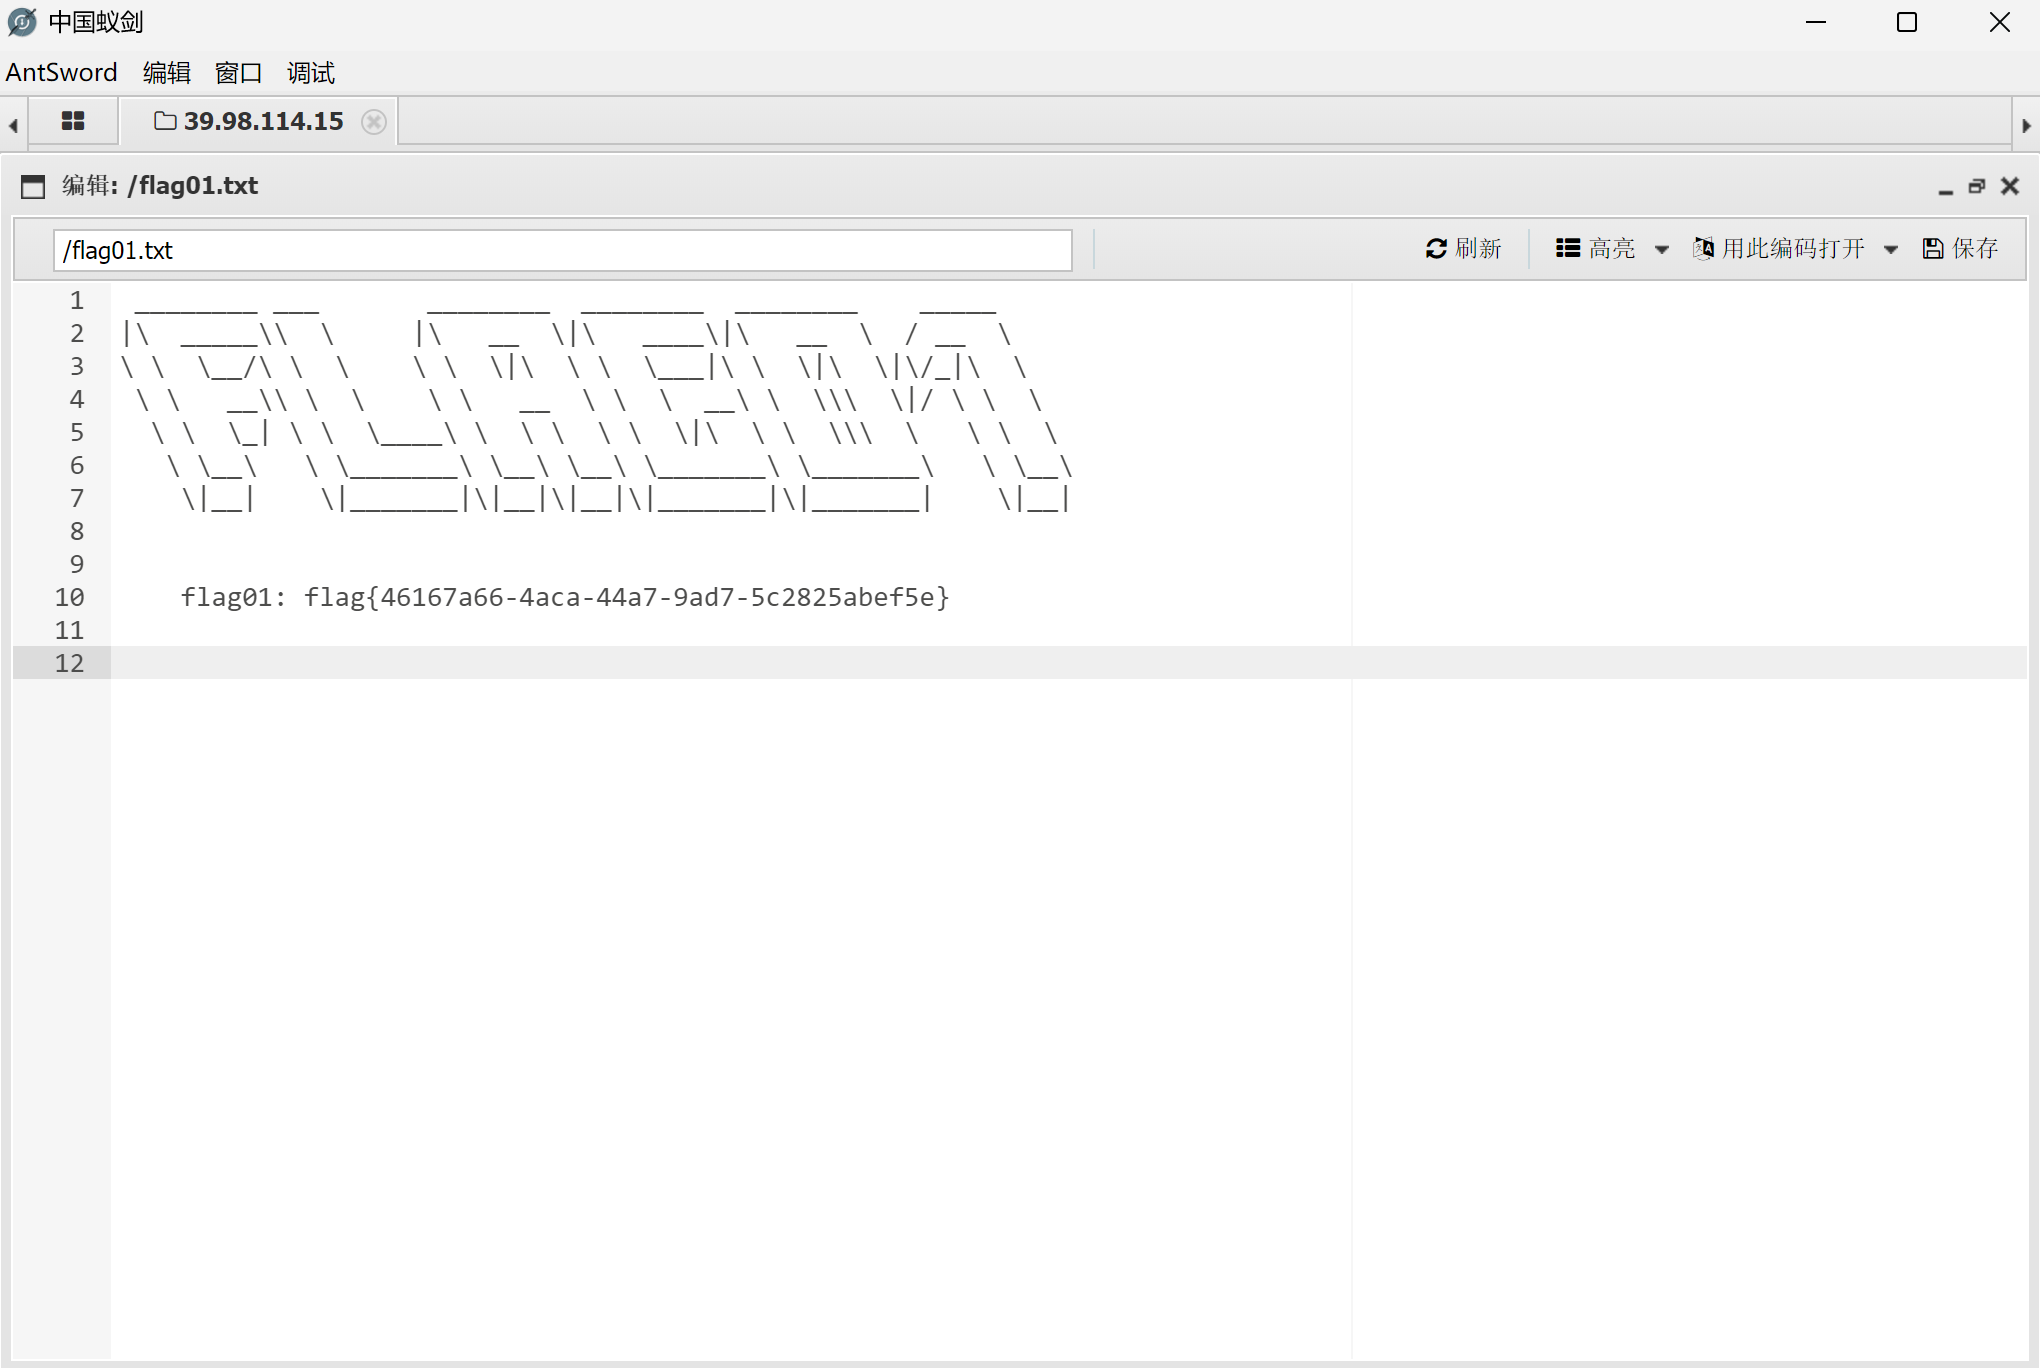 中国蚁剑
AntSword 编辑 窗口 调试
39.98.114.15
编辑: /flag01.txt
/flag01.txt 刷新 高亮 用此编码打开 保存
1  ________ ___       ________  ________  ________    _____
2 |\  _____\\  \     |\   __  \|\   ____\|\   __  \  / __  \
3 \ \  \__/\ \  \    \ \  \|\  \ \  \___|\ \  \|\  \|\/_|\  \
4  \ \   __\\ \  \    \ \   __  \ \  \  __\ \  \\\  \|/ \ \  \
5   \ \  \_| \ \  \____\ \  \ \  \ \  \|\  \ \  \\\  \   \ \  \
6    \ \__\   \ \_______\ \__\ \__\ \_______\ \_______\   \ \__\
7     \|__|    \|_______|\|__|\|__|\|_______|\|_______|    \|__|
8
9
10     flag01: flag{46167a66-4aca-44a7-9ad7-5c2825abef5e}
11
12